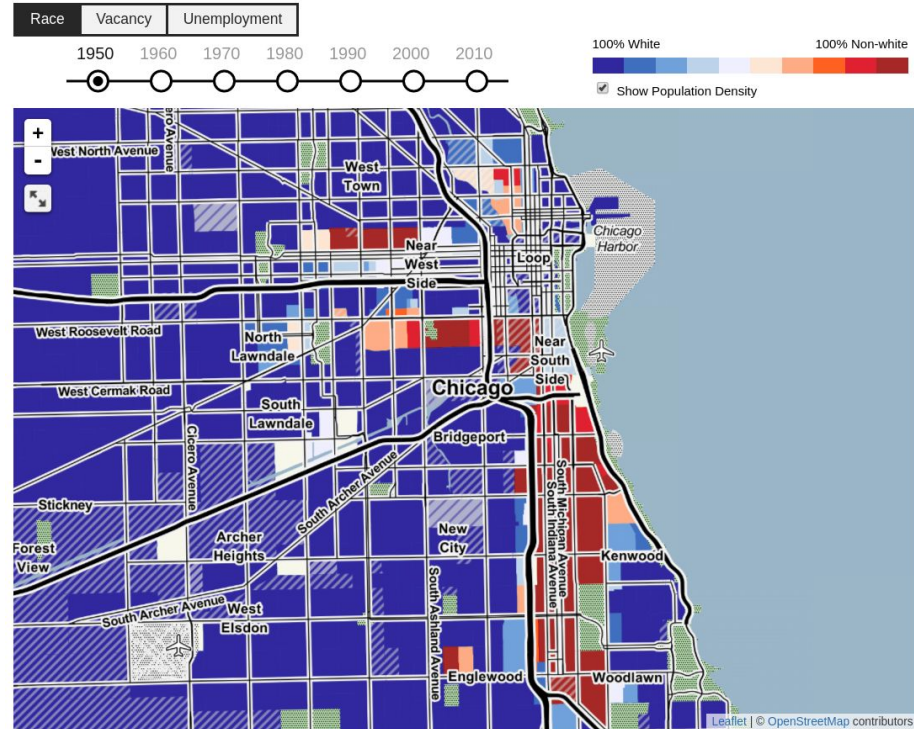 Race Vacancy Unemployment
1950 1960 1970 1980 1990 2000 2010
100% White 100% Non-white
Show Population Density
+
-
West North Avenue
ro Avenue
West
Town
Chicago
Harbor
Near
West
Side
Loop
West Roosevelt Road
North
Lawndale
Near
South
Side
West Cermak Road
Chicago
South
Lawndale
Bridgeport
Cicero Avenue
South Archer Avenue
South Michigan Avenue
South Indiana Avenue
Stickney
Forest
View
Archer
Heights
New
City
Kenwood
South Archer Avenue
West
Elsdon
South Ashland Avenue
Englewood
Woodlawn
Leaflet | © OpenStreetMap contributors